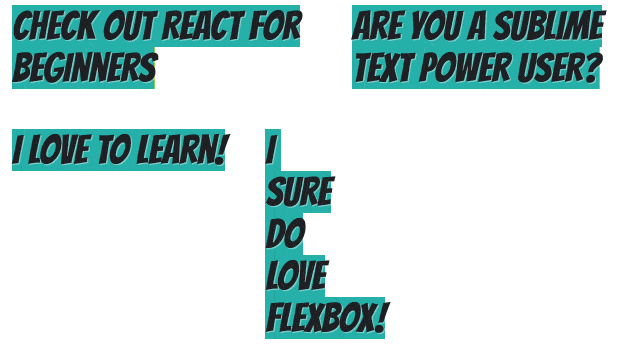 CHECK OUT REACT FOR
BEGINNERS
ARE YOU A SUBLIME
TEXT POWER USER?
I LOVE TO LEARN!
I
SURE
DO
LOVE
FLEXBOX!